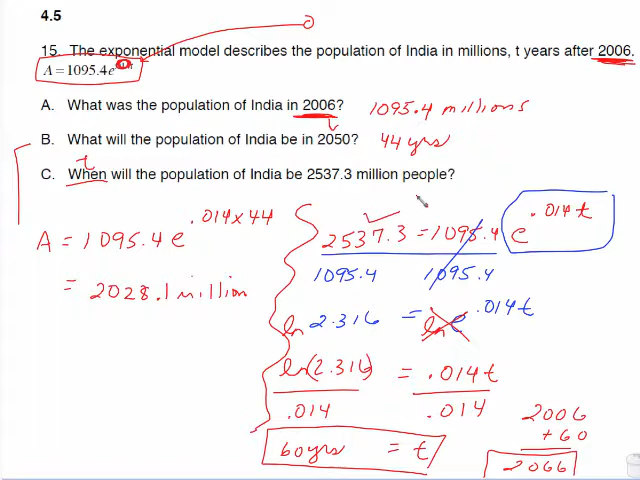 4.5
15. The exponential model describes the population of India in millions, t years after 2006.
A = 1095.4e
0
A. What was the population of India in 2006? 1095.4 millions
B. What will the population of India be in 2050? 44 yrs
t
C. When will the population of India be 2537.3 million people?
A = 1095.4 e^.014x44
= 2028.1 million
2537.3 = 1095.4 e^.014t
1095.4 1095.4
ln 2.316 = ln e^.014t
ln(2.316) = .014t
.014 .014
60 yrs = t
2006
+ 60
2066